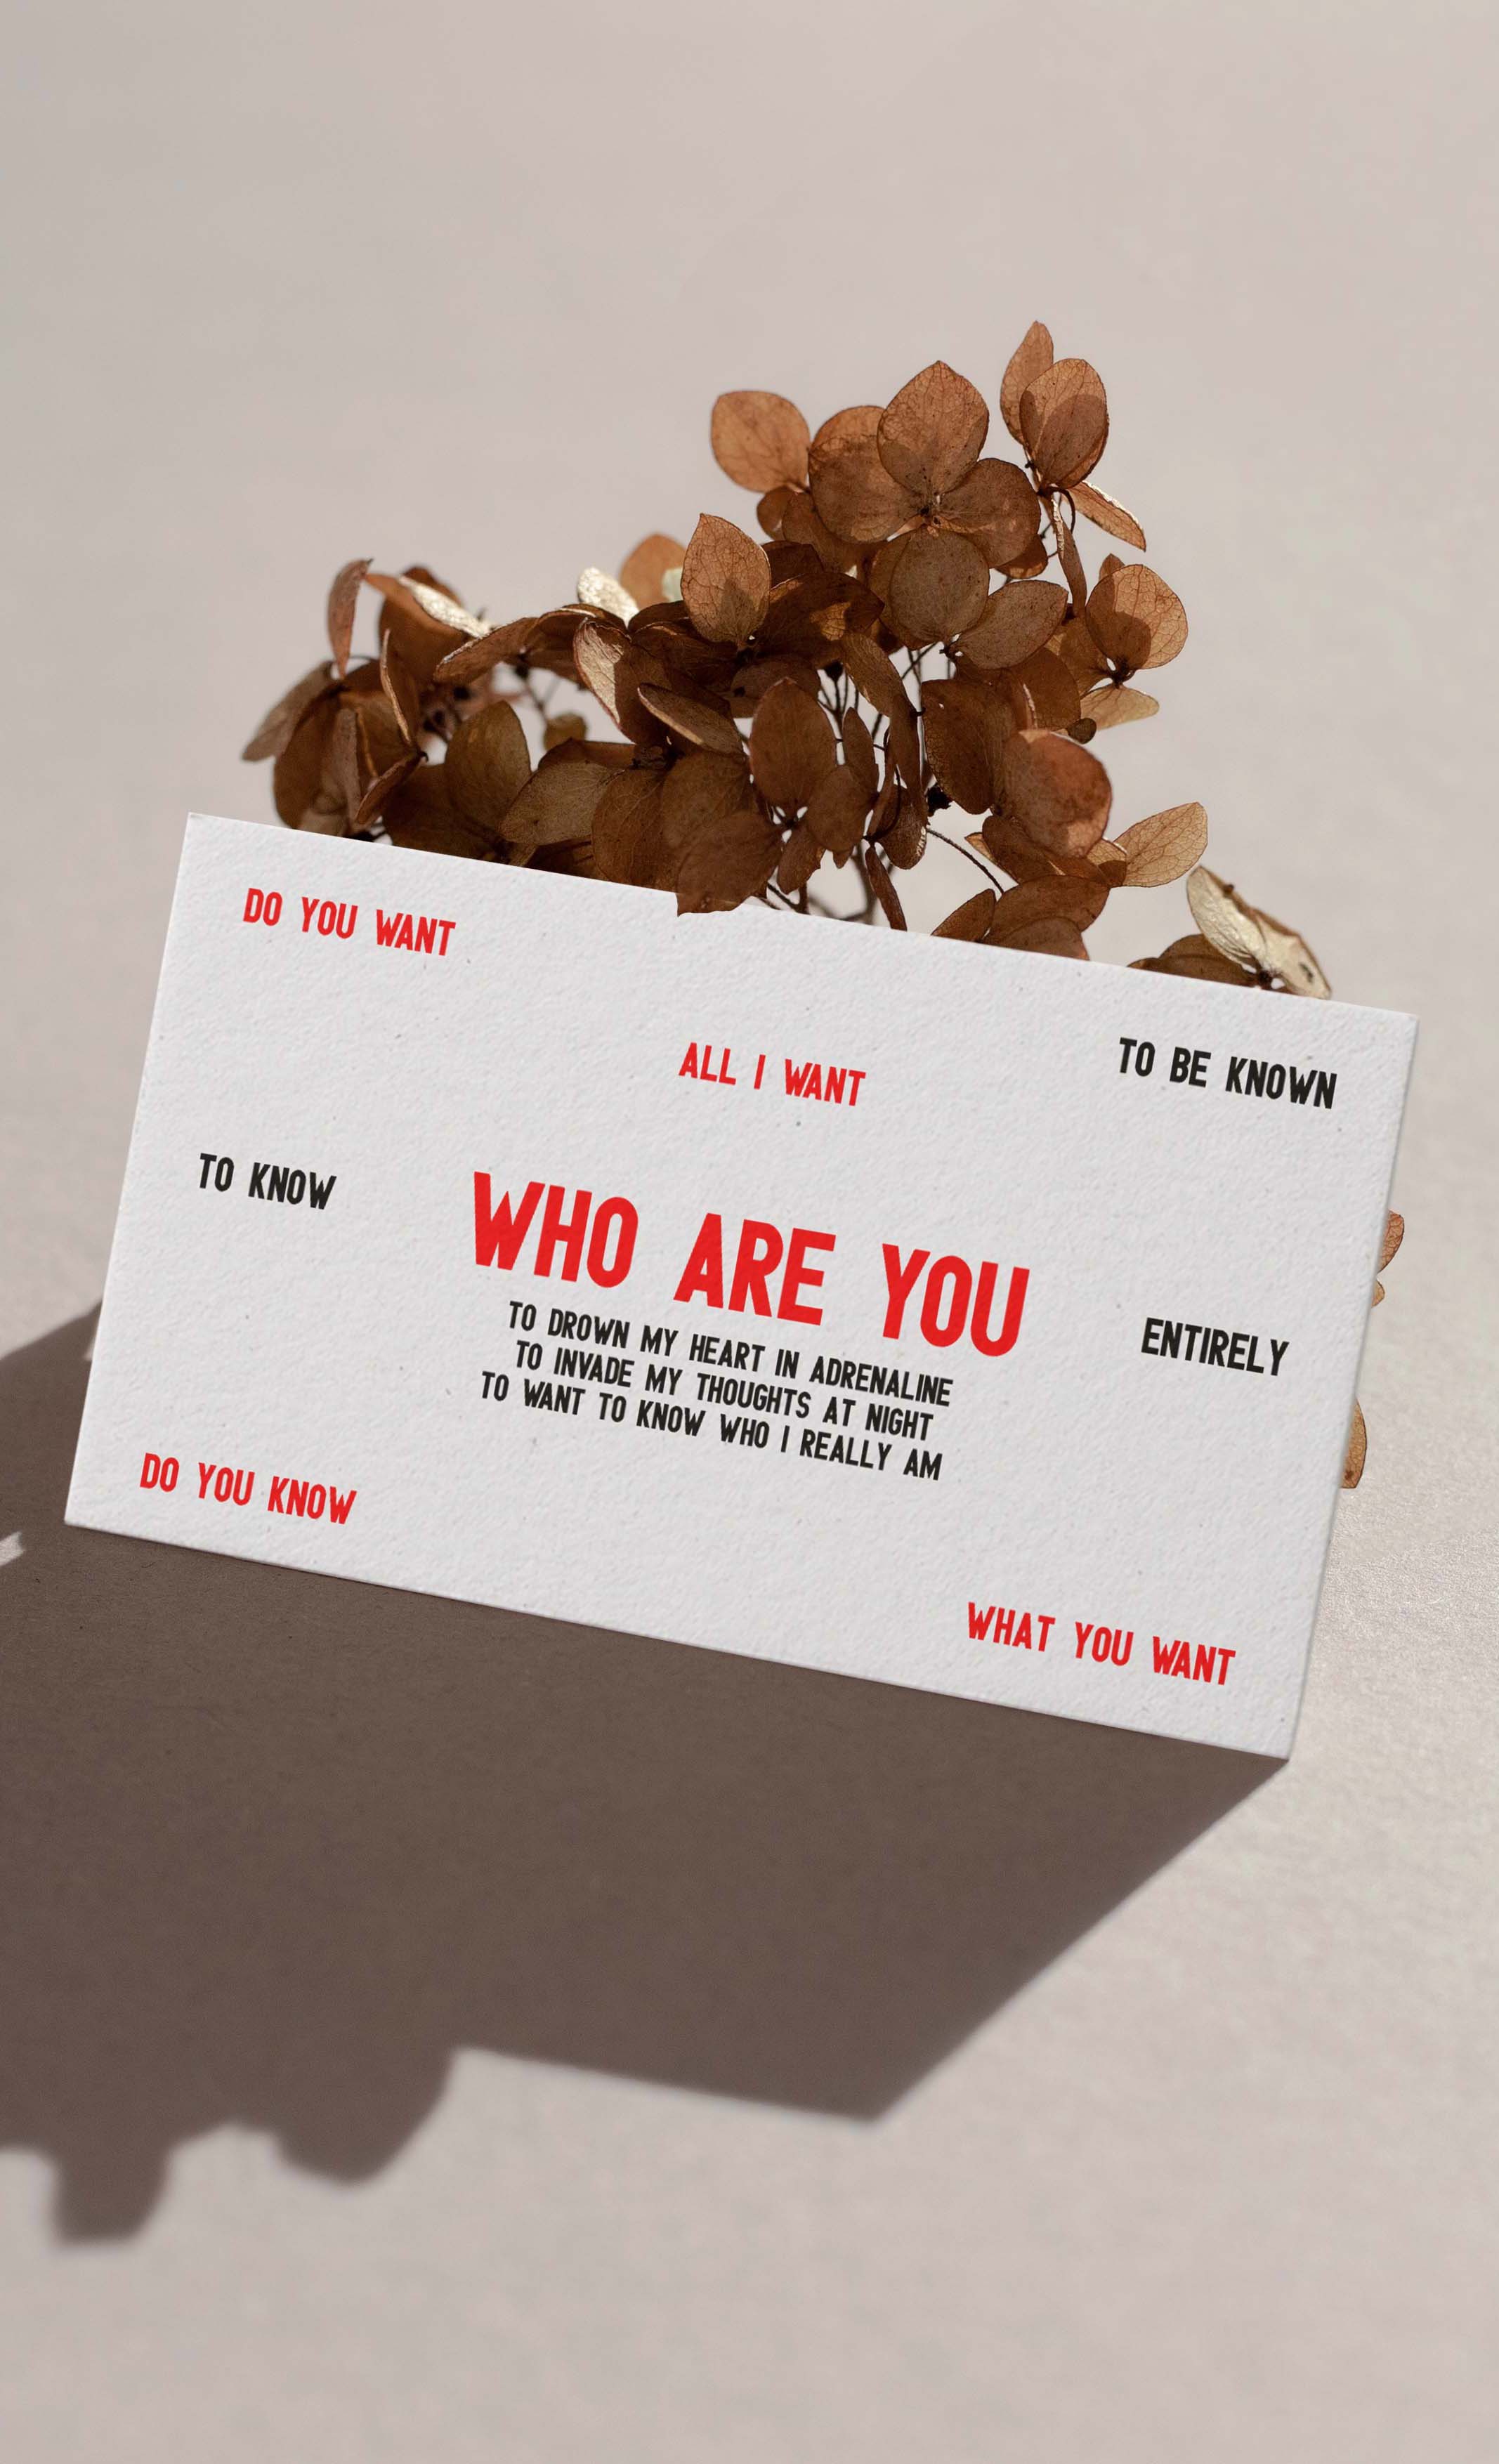 DO YOU WANT
ALL I WANT
TO BE KNOWN
TO KNOW
WHO ARE YOU
TO DROWN MY HEART IN ADRENALINE
TO INVADE MY THOUGHTS AT NIGHT
TO WANT TO KNOW WHO I REALLY AM
ENTIRELY
DO YOU KNOW
WHAT YOU WANT